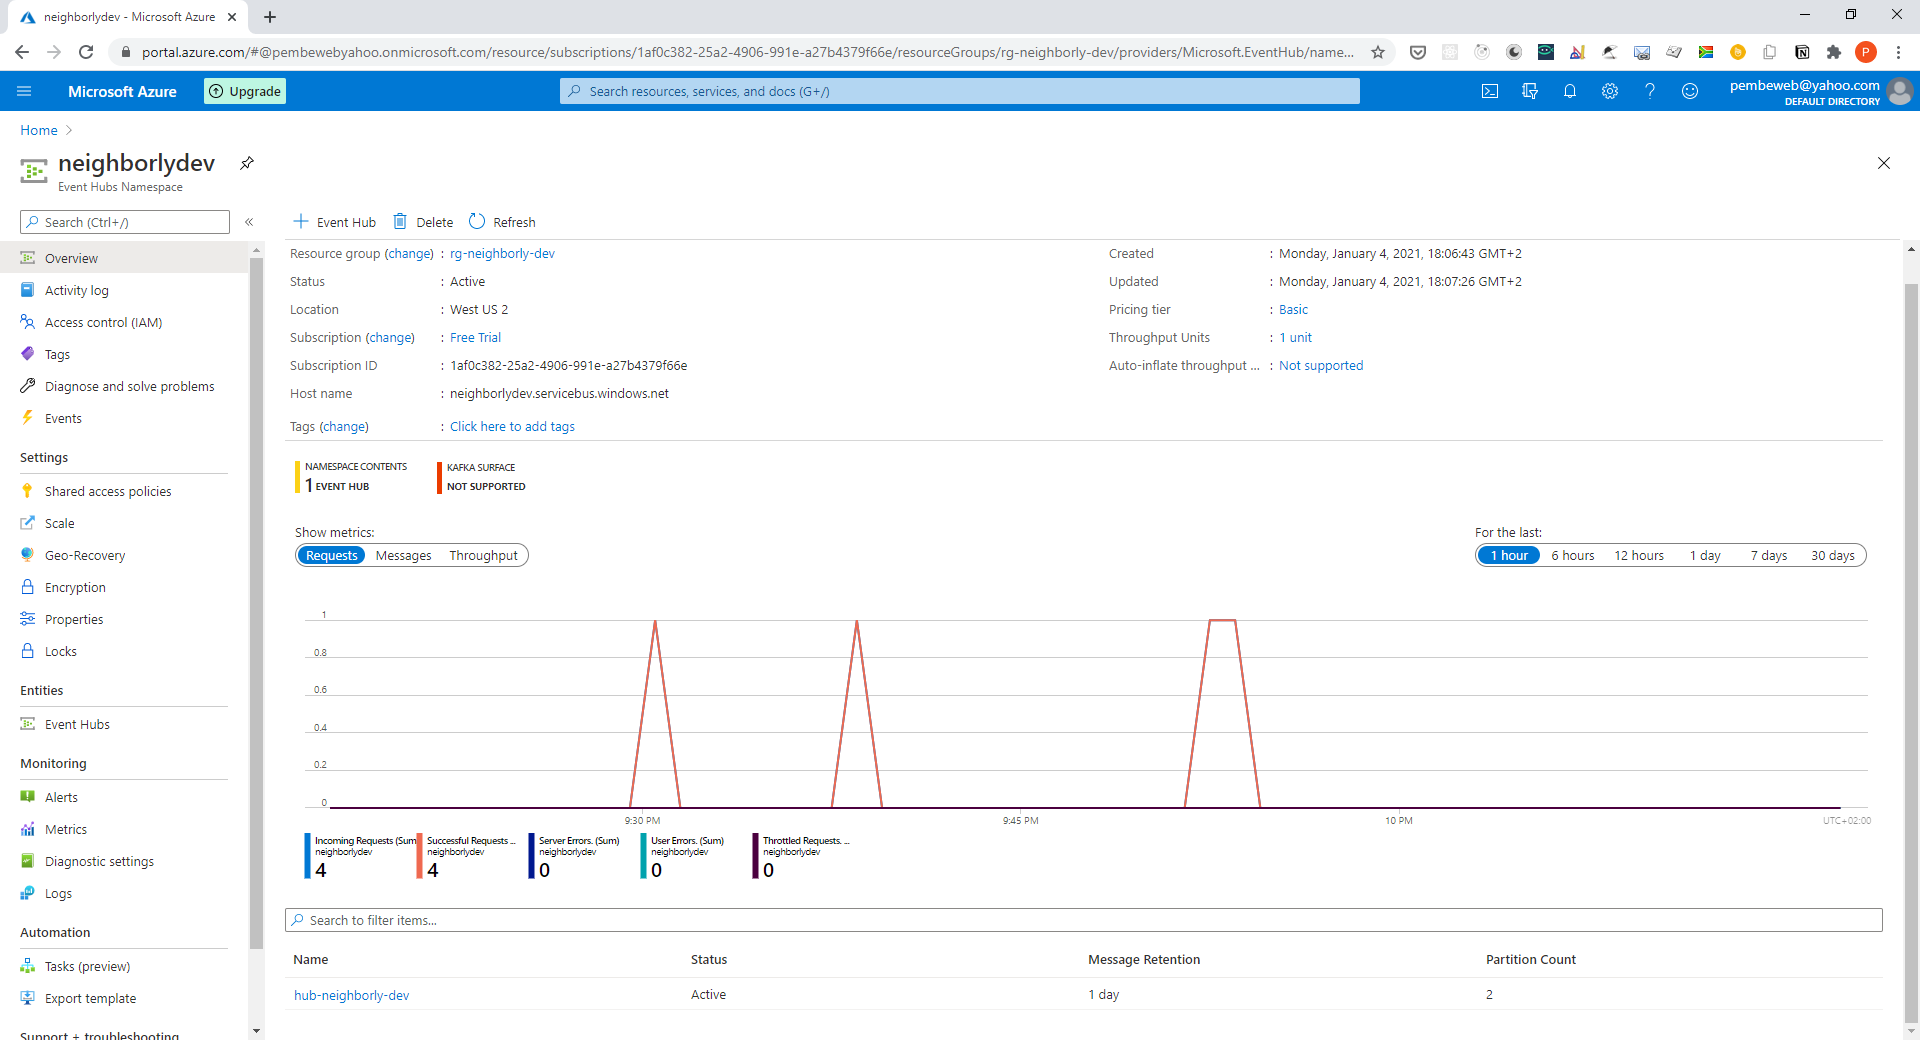 neighborlydev - Microsoft Azure
portal.azure.com/#@pembewebyahoo.onmicrosoft.com/resource/subscriptions/1af0c382-25a2-4906-991e-a27b4379f66e/resourceGroups/rg-neighborly-dev/providers/Microsoft.EventHub/name...
P
Microsoft Azure
Upgrade
Search resources, services, and docs (G+/)
pembeweb@yahoo.com
DEFAULT DIRECTORY
Home
neighborlydev
Event Hubs Namespace
Search (Ctrl+/)
«
Overview
Activity log
Access control (IAM)
Tags
Diagnose and solve problems
Events
Settings
Shared access policies
Scale
Geo-Recovery
Encryption
Properties
Locks
Entities
Event Hubs
Monitoring
Alerts
Metrics
Diagnostic settings
Logs
Automation
Tasks (preview)
Export template
Support + troubleshooting
Event Hub Delete Refresh
Resource group (change) : rg-neighborly-dev
Status : Active
Location : West US 2
Subscription (change) : Free Trial
Subscription ID : 1af0c382-25a2-4906-991e-a27b4379f66e
Host name : neighborlydev.servicebus.windows.net
Tags (change) : Click here to add tags
Created : Monday, January 4, 2021, 18:06:43 GMT+2
Updated : Monday, January 4, 2021, 18:07:26 GMT+2
Pricing tier : Basic
Throughput Units : 1 unit
Auto-inflate throughput ... : Not supported
NAMESPACE CONTENTS
1 EVENT HUB
KAFKA SURFACE
NOT SUPPORTED
Show metrics:
Requests Messages Throughput
For the last:
1 hour 6 hours 12 hours 1 day 7 days 30 days
1
0.8
0.6
0.4
0.2
0
9:30 PM 9:45 PM 10 PM UTC+02:00
Incoming Requests (Sum
neighborlydev
4
Successful Requests ...
neighborlydev
4
Server Errors. (Sum)
neighborlydev
0
User Errors. (Sum)
neighborlydev
0
Throttled Requests. ...
neighborlydev
0
Search to filter items...
Name Status Message Retention Partition Count
hub-neighborly-dev Active 1 day 2